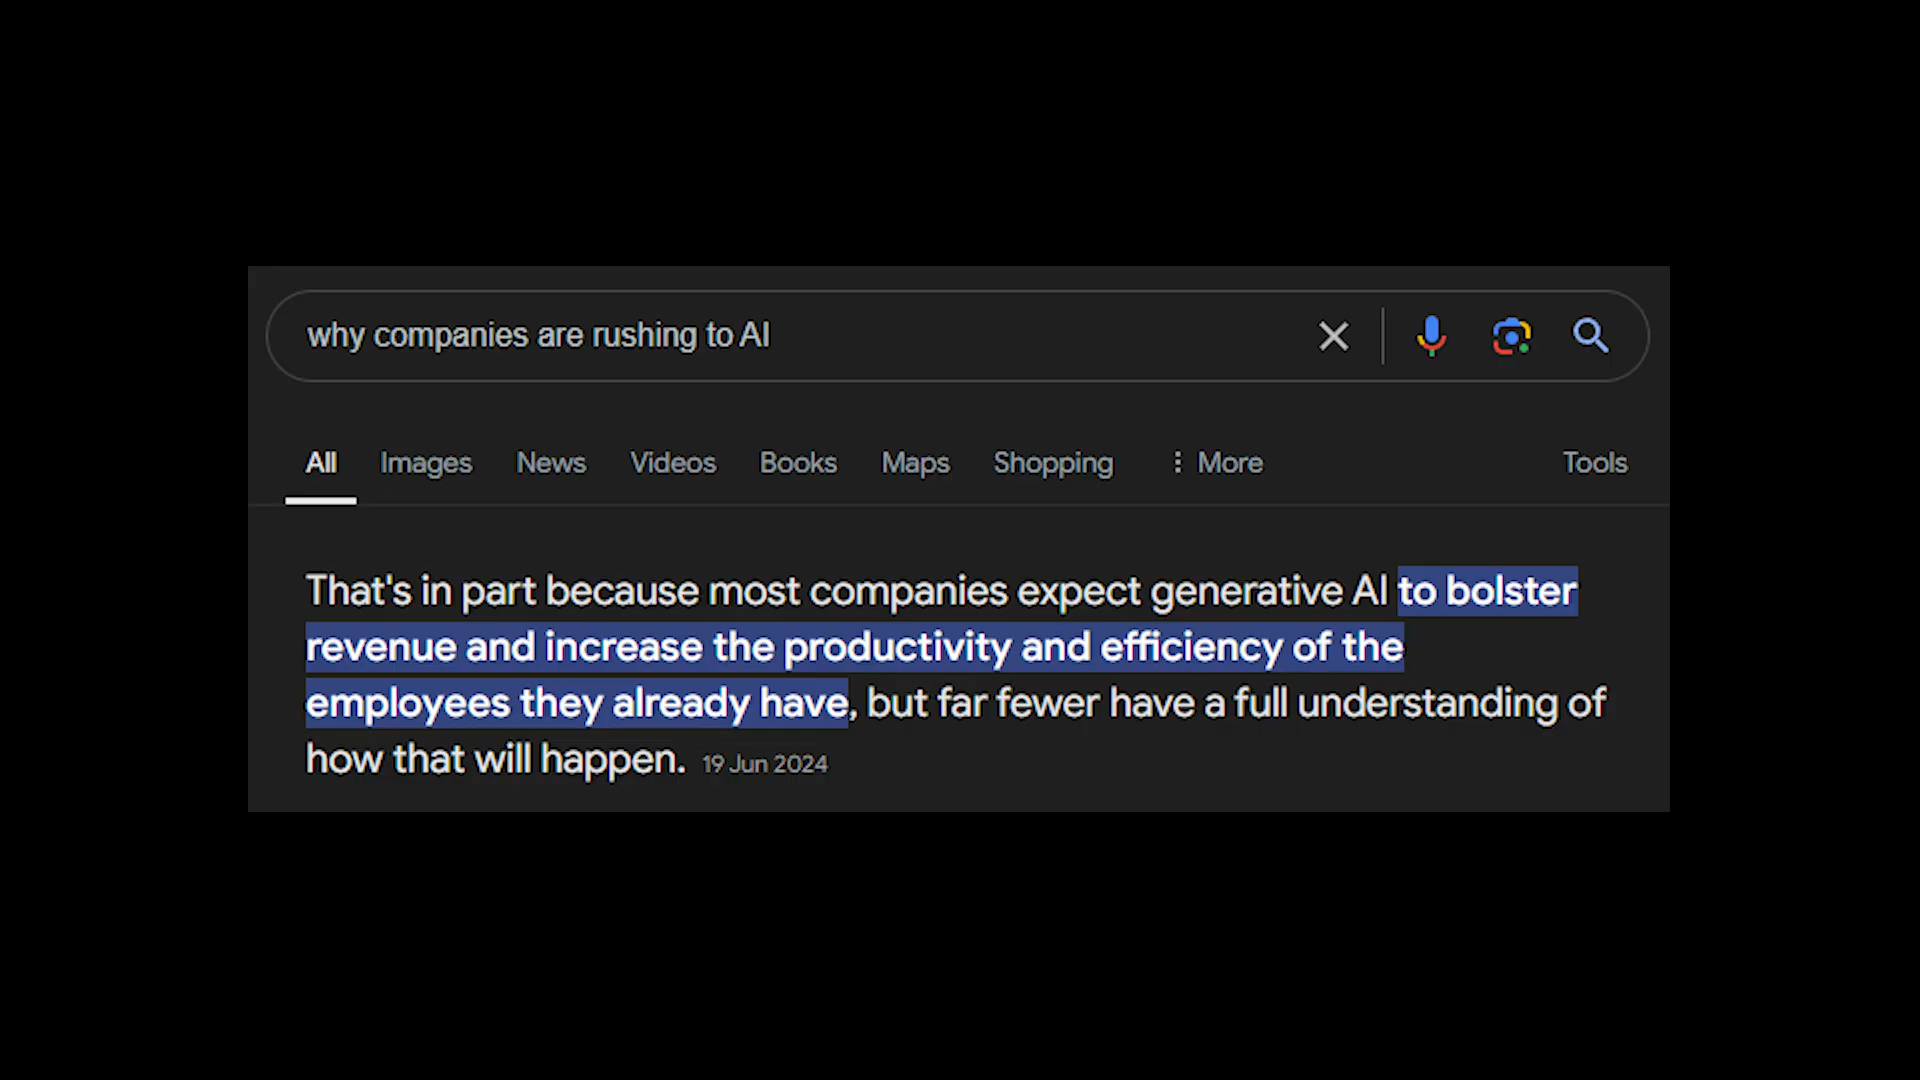 why companies are rushing to AI
All Images News Videos Books Maps Shopping More Tools
That's in part because most companies expect generative AI to bolster
revenue and increase the productivity and efficiency of the
employees they already have, but far fewer have a full understanding of
how that will happen. 19 Jun 2024